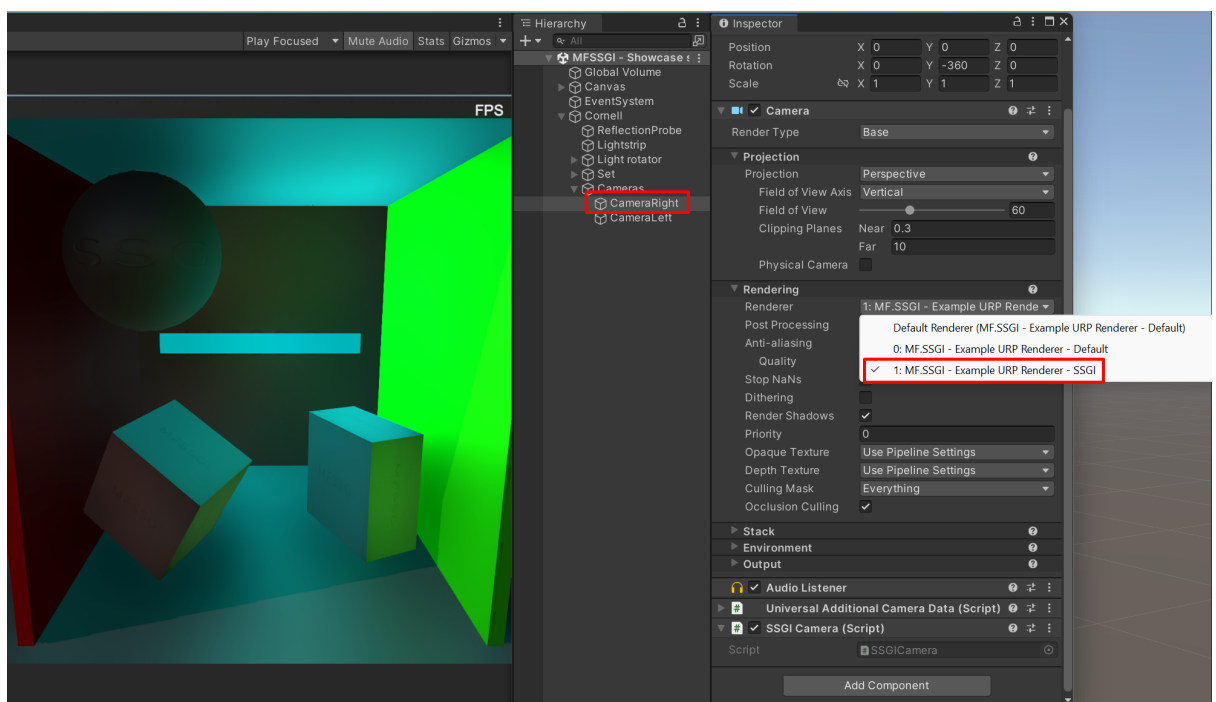 Play Focused Mute Audio Stats Gizmos
FPS
Hierarchy
All
MFSSGI - Showcase s
Global Volume
Canvas
EventSystem
Cornell
ReflectionProbe
Lightstrip
Light rotator
Set
Cameras
CameraRight
CameraLeft
Inspector
Position X 0 Y 0 Z 0
Rotation X 0 Y -360 Z 0
Scale X 1 Y 1 Z 1
Camera
Render Type Base
Projection
Projection Perspective
Field of View Axis Vertical
Field of View 60
Clipping Planes Near 0.3
Far 10
Physical Camera
Rendering
Renderer 1: MF.SSGI - Example URP Rende
Post Processing
Anti-aliasing
Quality
Stop NaNs
Default Renderer (MF.SSGI - Example URP Renderer - Default)
0: MF.SSGI - Example URP Renderer - Default
1: MF.SSGI - Example URP Renderer - SSGI
Dithering
Render Shadows
Priority 0
Opaque Texture Use Pipeline Settings
Depth Texture Use Pipeline Settings
Culling Mask Everything
Occlusion Culling
Stack
Environment
Output
Audio Listener
# Universal Additional Camera Data (Script)
# SSGI Camera (Script)
Script SSGICamera
Add Component